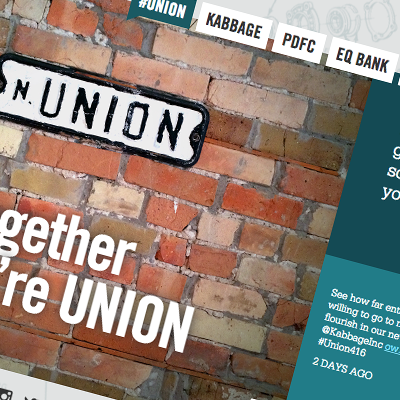 #UNION
KABBAGE
PDFC
EQ BANK
N. UNION
gether
're UNION
See how far ent
willing to go to
flourish in our ne
@KabbageInc ow.
#Union416
2 DAYS AGO